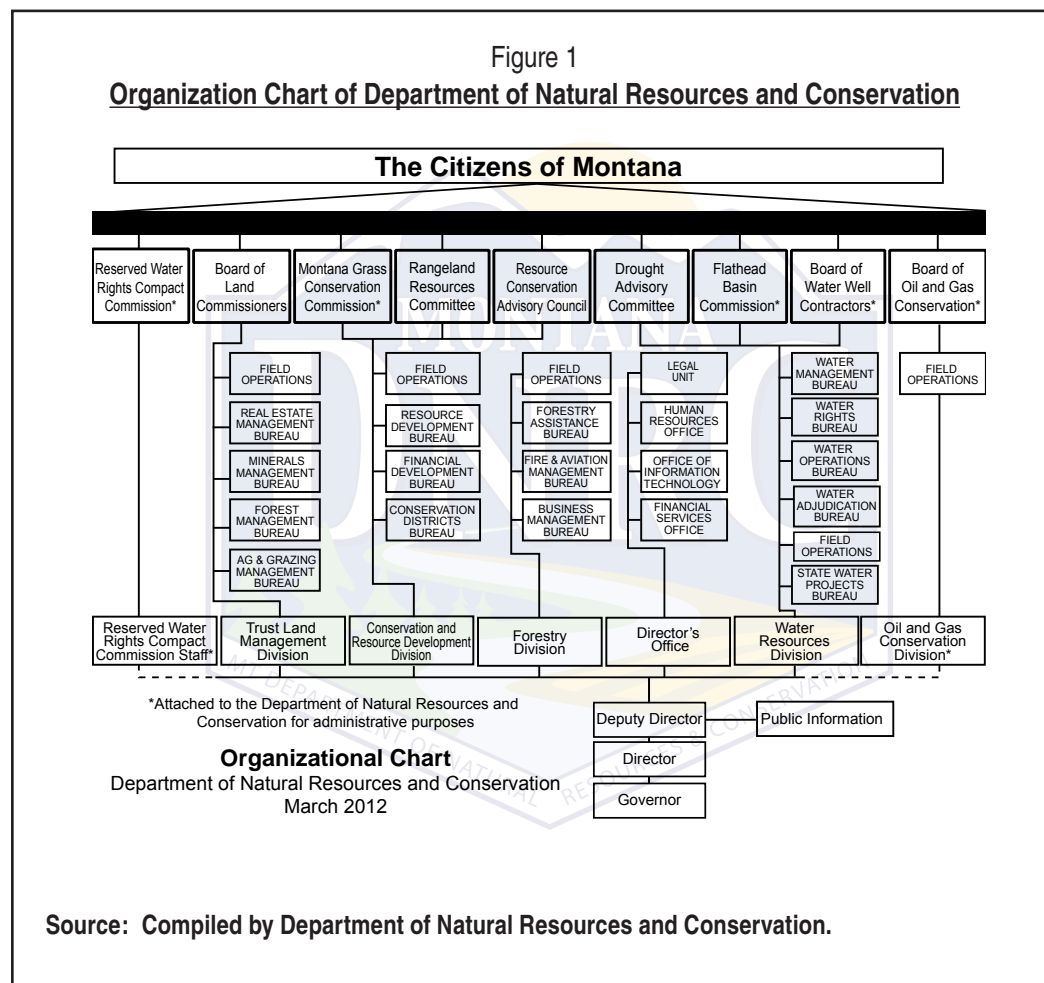 Figure 1
Organization Chart of Department of Natural Resources and Conservation
The Citizens of Montana
Reserved Water
Rights Compact
Commission*
Board of
Land
Commissioners
Montana Grass
Conservation
Commission*
Rangeland
Resources
Committee
Resource
Conservation
Advisory Council
Drought
Advisory
Committee
Flathead
Basin
Commission*
Board of
Water Well
Contractors*
Board of
Oil and Gas
Conservation*
MONTANA
DNRC
FIELD
OPERATIONS
REAL ESTATE
MANAGEMENT
BUREAU
MINERALS
MANAGEMENT
BUREAU
FOREST
MANAGEMENT
BUREAU
AG & GRAZING
MANAGEMENT
BUREAU
FIELD
OPERATIONS
RESOURCE
DEVELOPMENT
BUREAU
FINANCIAL
DEVELOPMENT
BUREAU
CONSERVATION
DISTRICTS
BUREAU
FIELD
OPERATIONS
FORESTRY
ASSISTANCE
BUREAU
FIRE & AVIATION
MANAGEMENT
BUREAU
BUSINESS
MANAGEMENT
BUREAU
LEGAL
UNIT
HUMAN
RESOURCES
OFFICE
OFFICE OF
INFORMATION
TECHNOLOGY
FINANCIAL
SERVICES
OFFICE
WATER
MANAGEMENT
BUREAU
WATER
RIGHTS
BUREAU
WATER
OPERATIONS
BUREAU
WATER
ADJUDICATION
BUREAU
FIELD
OPERATIONS
STATE WATER
PROJECTS
BUREAU
FIELD
OPERATIONS
Reserved Water
Rights Compact
Commission Staff*
Trust Land
Management
Division
Conservation and
Resource Development
Division
Forestry
Division
Director's
Office
Water
Resources
Division
Oil and Gas
Conservation
Division*
MT DEPARTMENT OF NATURAL RESOURCES & CONSERVATION
*Attached to the Department of Natural Resources and
Conservation for administrative purposes
Deputy Director
Public Information
Director
Governor
Organizational Chart
Department of Natural Resources and Conservation
March 2012
Source: Compiled by Department of Natural Resources and Conservation.